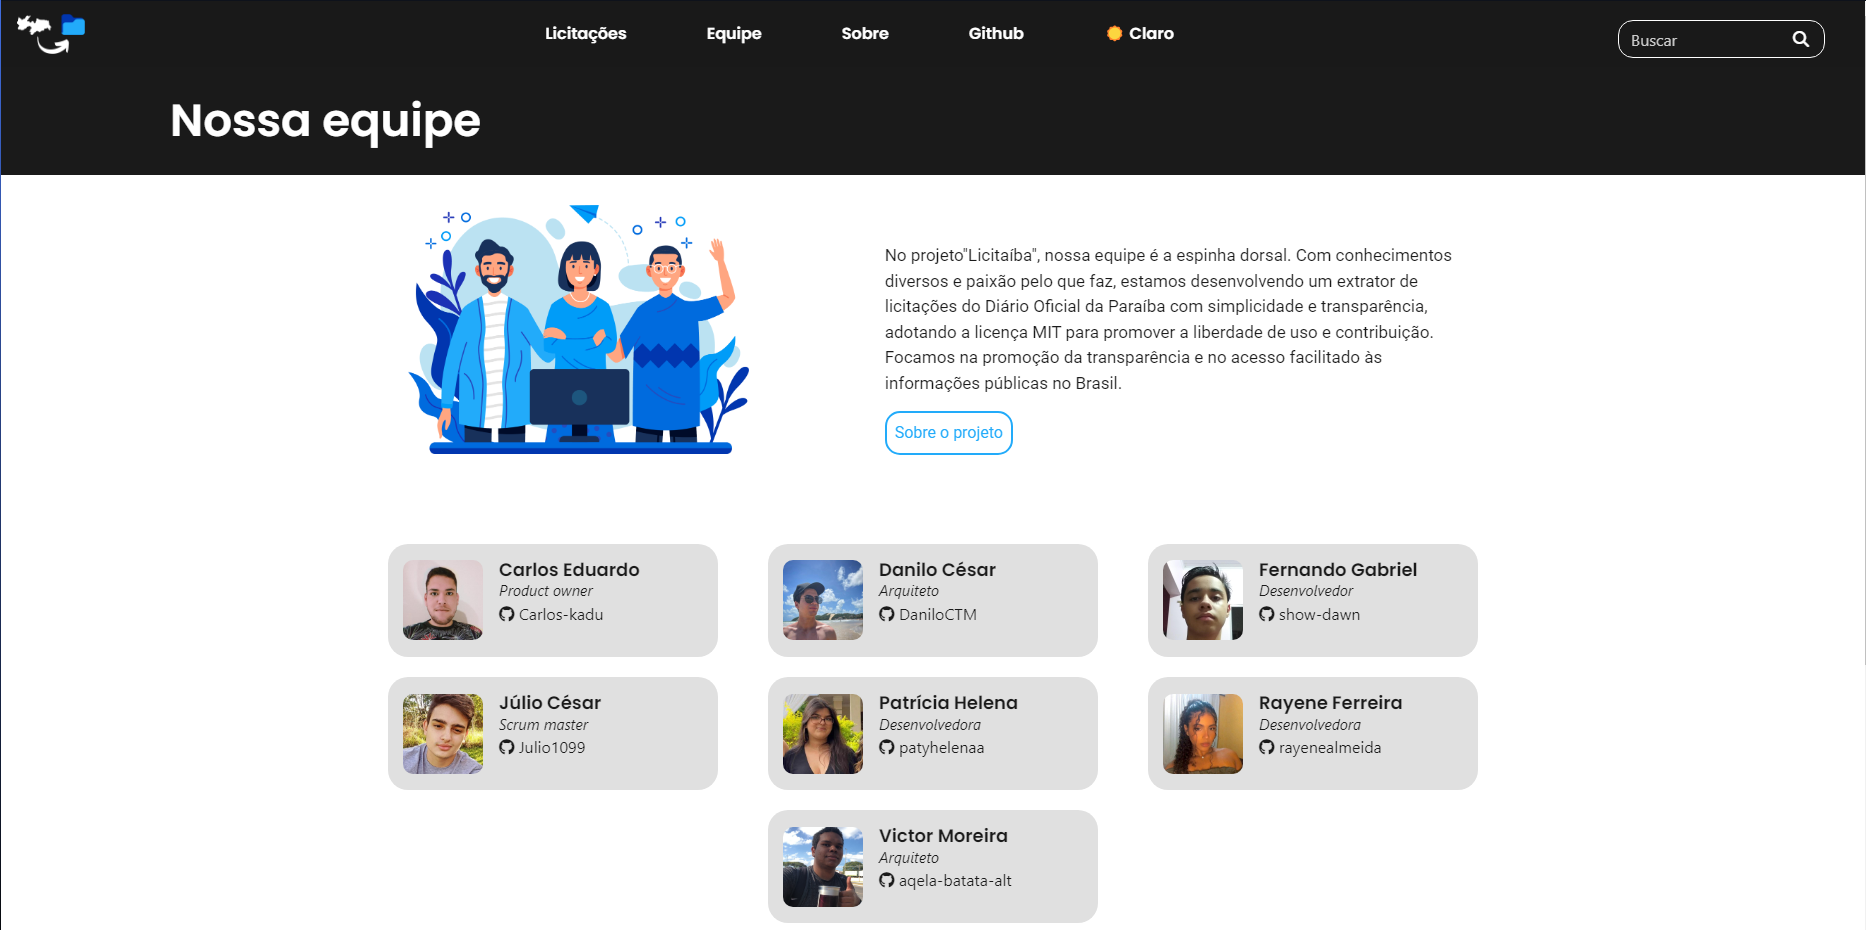 Licitações Equipe Sobre Github Claro Buscar
Nossa equipe
No projeto"Licitaíba", nossa equipe é a espinha dorsal. Com conhecimentos
diversos e paixão pelo que faz, estamos desenvolvendo um extrator de
licitações do Diário Oficial da Paraíba com simplicidade e transparência,
adotando a licença MIT para promover a liberdade de uso e contribuição.
Focamos na promoção da transparência e no acesso facilitado às
informações públicas no Brasil.
Sobre o projeto
Carlos Eduardo
Product owner
Carlos-kadu
Danilo César
Arquiteto
DaniloCTM
Fernando Gabriel
Desenvolvedor
show-dawn
Júlio César
Scrum master
Julio1099
Patrícia Helena
Desenvolvedora
patyhelenaa
Rayene Ferreira
Desenvolvedora
rayenealmeida
Victor Moreira
Arquiteto
aqela-batata-alt